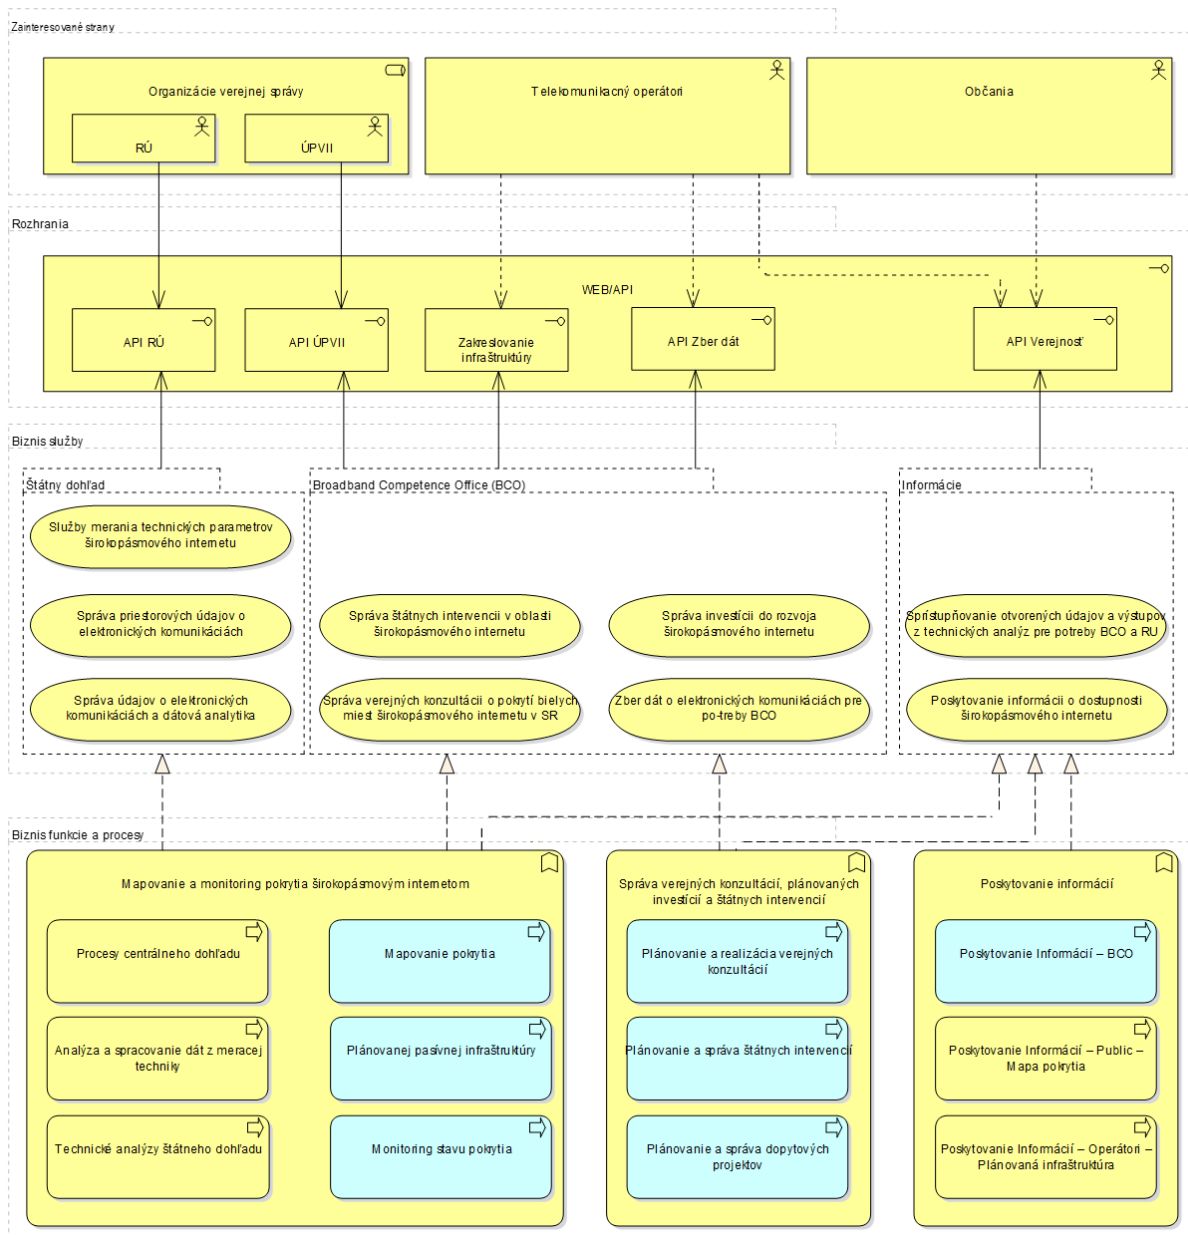 Zainteresované strany
Organizácie verejnej správy
RÚ
ÚPVII
Telekomunikacný operátori
Občania
Rozhrania
WEB/API
API RÚ
API ÚPVII
Zakreslovanie
infraštruktúry
API Zber dát
API Verejnosť
Biznis služby
Štátny dohľad
Služby merania technických parametrov
širokopásmového internetu
Správa priestorových údajov o
elektronických komunikáciách
Správa údajov o elektronických
komunikáciách a dátová analytika
Broadband Competence Office (BCO)
Správa štátnych intervencii v oblasti
širokopásmového internetu
Správa investícii do rozvoja
širokopásmového internetu
Správa verejných konzultácii o pokrytí bielych
miest širokopásmového internetu v SR
Zber dát o elektronických komunikáciách pre
po-treby BCO
Informácie
Sprístupňovanie otvorených údajov a výstupov
z technických analýz pre potreby BCO a RU
Poskytovanie informácii o dostupnosti
širokopásmového internetu
Biznis funkcie a procesy
Mapovanie a monitoring pokrytia širokopásmovým internetom
Procesy centrálneho dohľadu
Mapovanie pokrytia
Analýza a spracovanie dát z meracej
techniky
Plánovanej pasívnej infraštruktúry
Technické analýzy štátneho dohľadu
Monitoring stavu pokrytia
Správa verejných konzultácií, plánovaných
investícií a štátnych intervencií
Plánovanie a realizácia verejných
konzultácií
Plánovanie a správa štátnych intervencií
Plánovanie a správa dopytových
projektov
Poskytovanie informácií
Poskytovanie Informácií – BCO
Poskytovanie Informácií – Public –
Mapa pokrytia
Poskytovanie Informácií – Operátori –
Plánovaná infraštruktúra